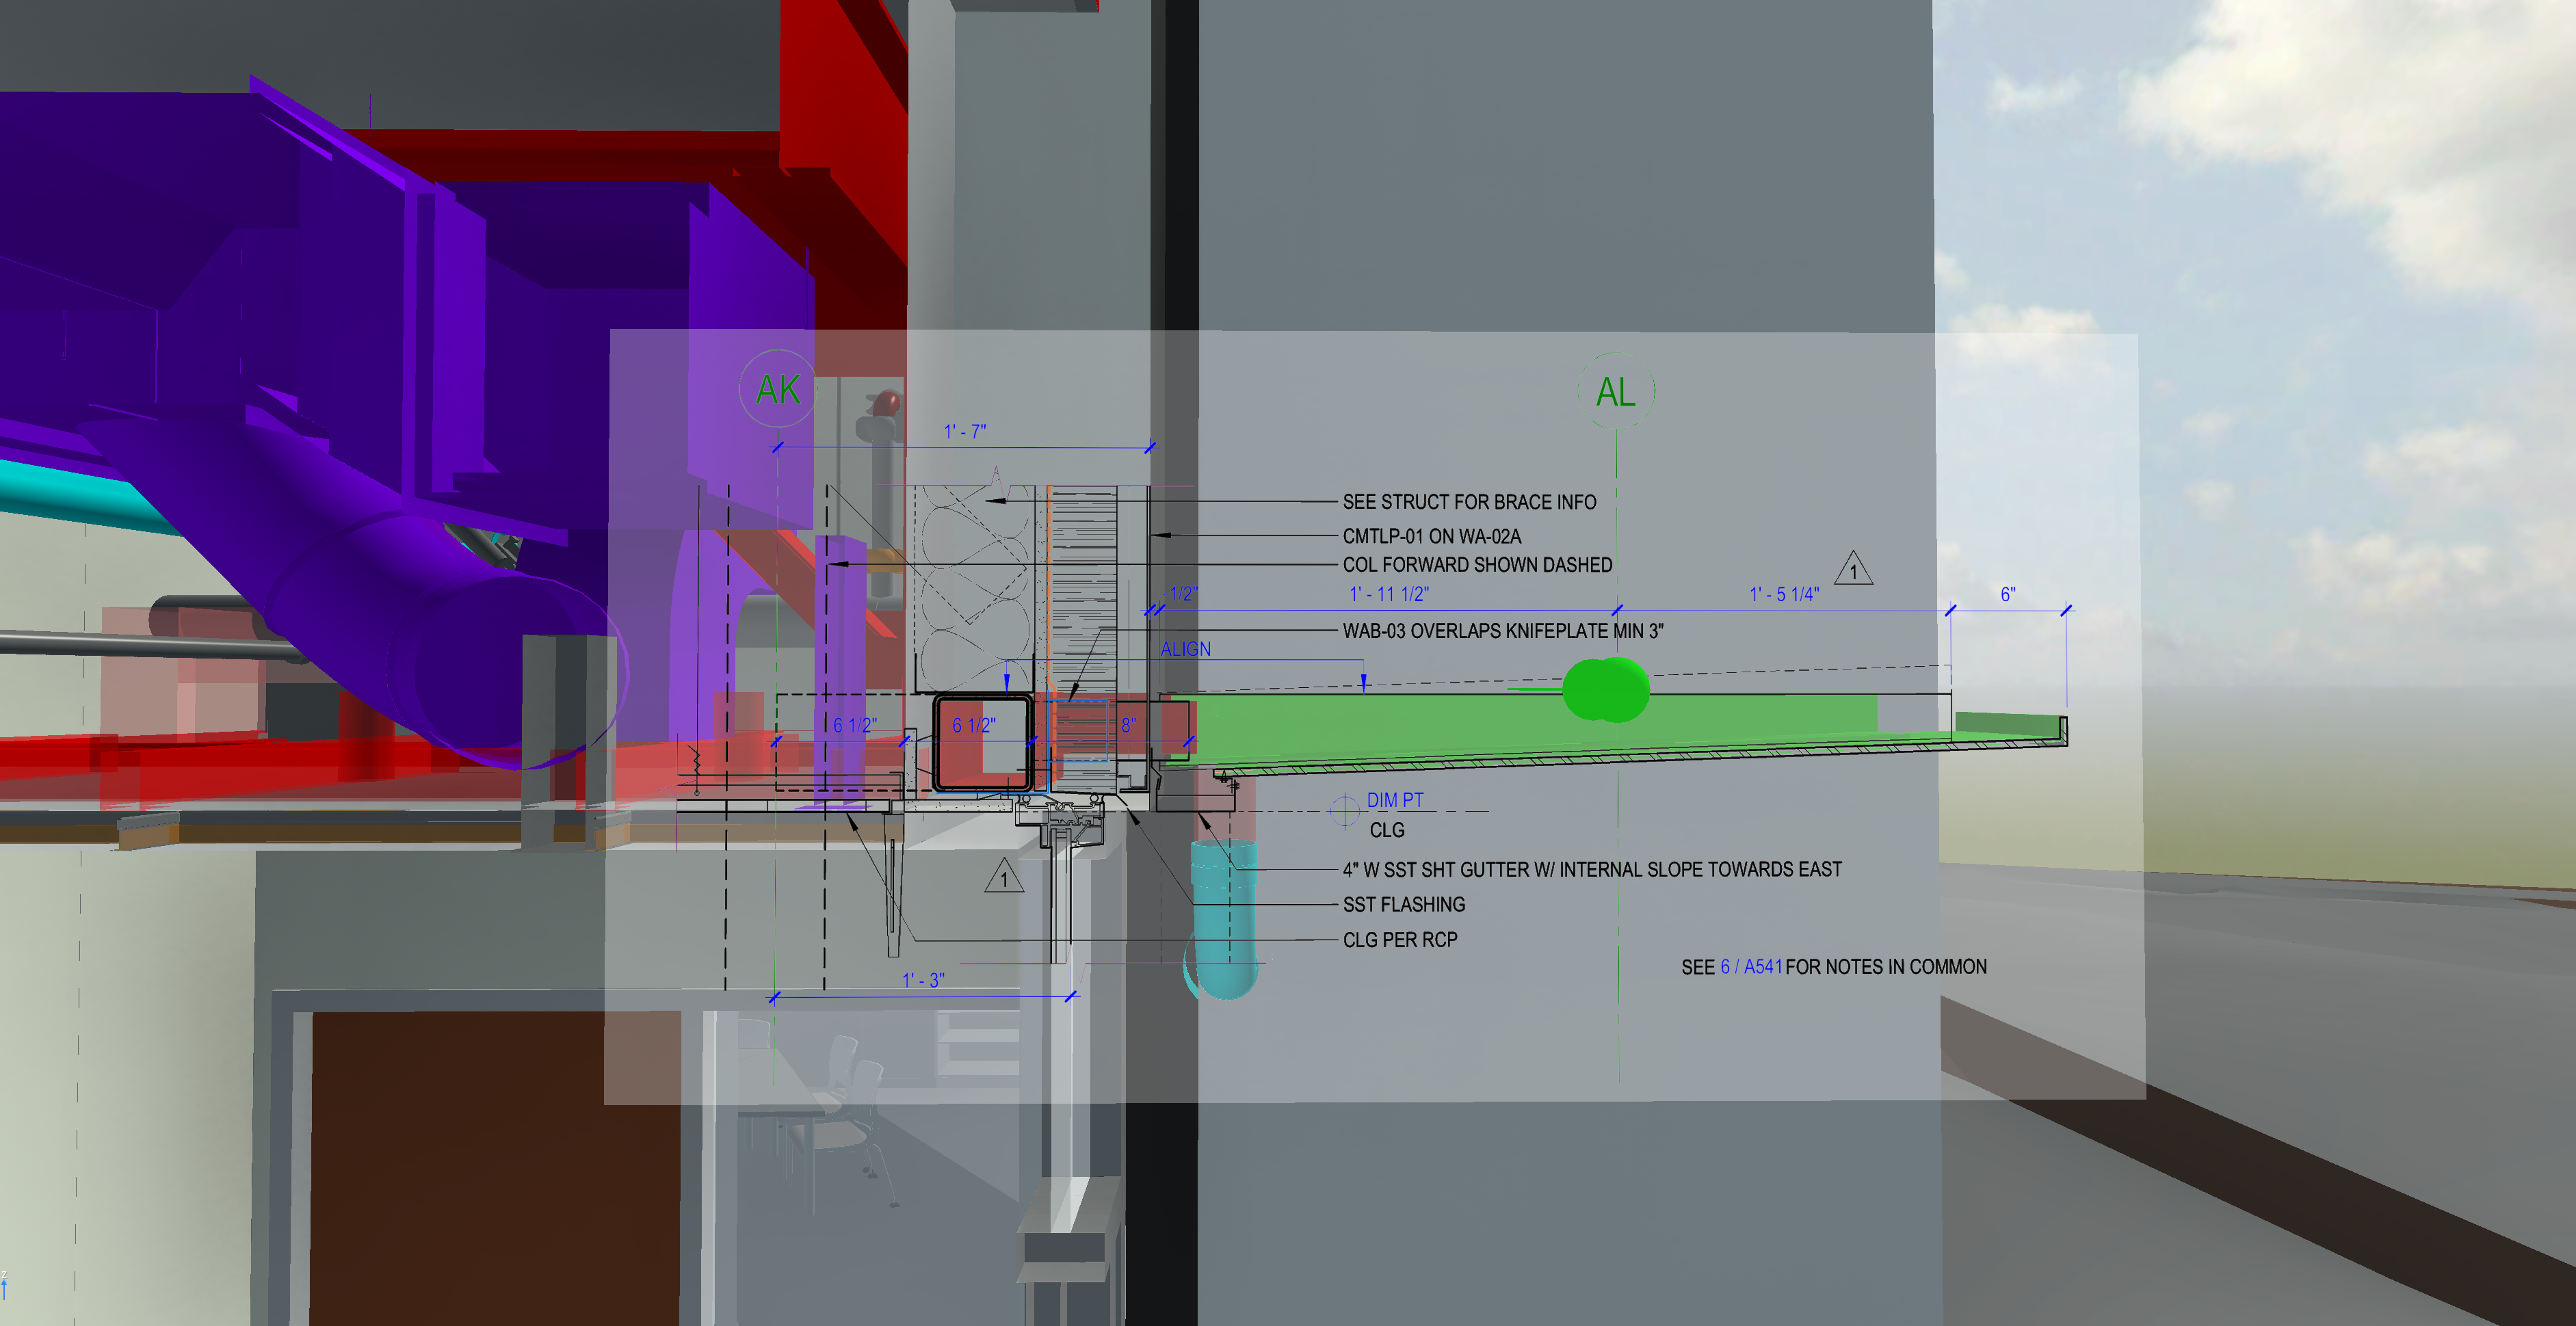 AK
AL
1' - 7"
SEE STRUCT FOR BRACE INFO
CMTLP-01 ON WA-02A
COL FORWARD SHOWN DASHED
1
1/2"
1' - 11 1/2"
1' - 5 1/4"
6"
WAB-03 OVERLAPS KNIFEPLATE MIN 3"
ALIGN
6 1/2"
6 1/2"
8"
DIM PT
CLG
4" W SST SHT GUTTER W/ INTERNAL SLOPE TOWARDS EAST
1
SST FLASHING
CLG PER RCP
SEE 6 / A541 FOR NOTES IN COMMON
1' - 3"
Z